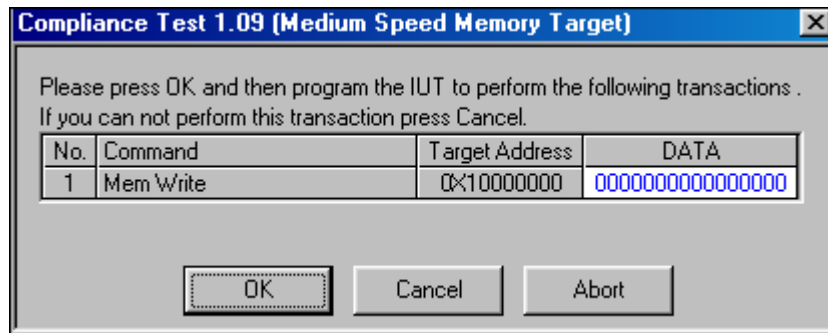 Compliance Test 1.09 (Medium Speed Memory Target)
Please press OK and then program the IUT to perform the following transactions .
If you can not perform this transaction press Cancel.
No. Command Target Address DATA
1 Mem Write 0X10000000 0000000000000000
OK Cancel Abort